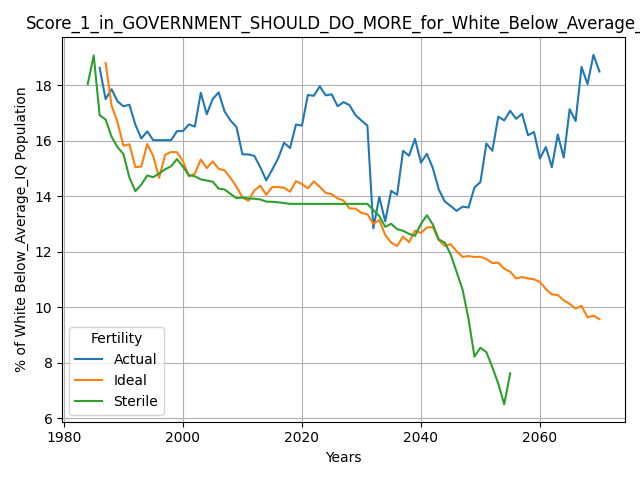 Score_1_in_GOVERNMENT_SHOULD_DO_MORE_for_White_Below_Average_
% of White Below_Average_IQ Population
18
16
14
12
10
8
6
Fertility
Actual
Ideal
Sterile
1980 2000 2020 2040 2060
Years